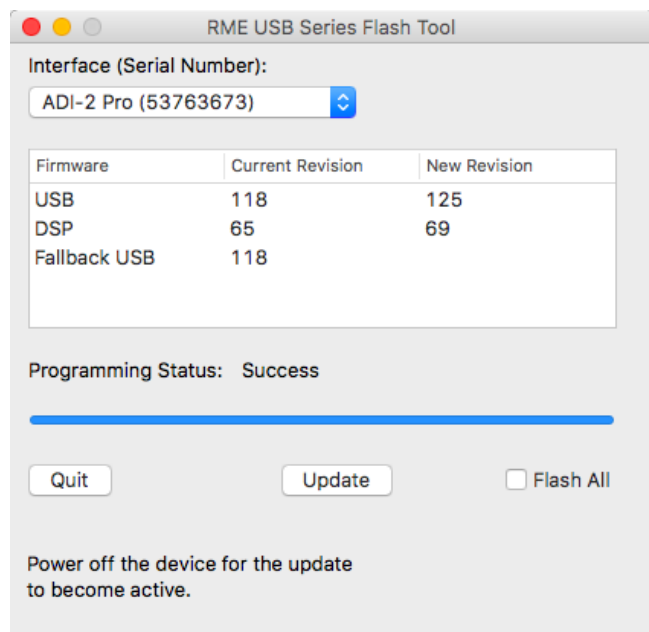 RME USB Series Flash Tool
Interface (Serial Number):
ADI-2 Pro (53763673)
Firmware Current Revision New Revision
USB 118 125
DSP 65 69
Fallback USB 118
Programming Status: Success
Quit Update Flash All
Power off the device for the update
to become active.